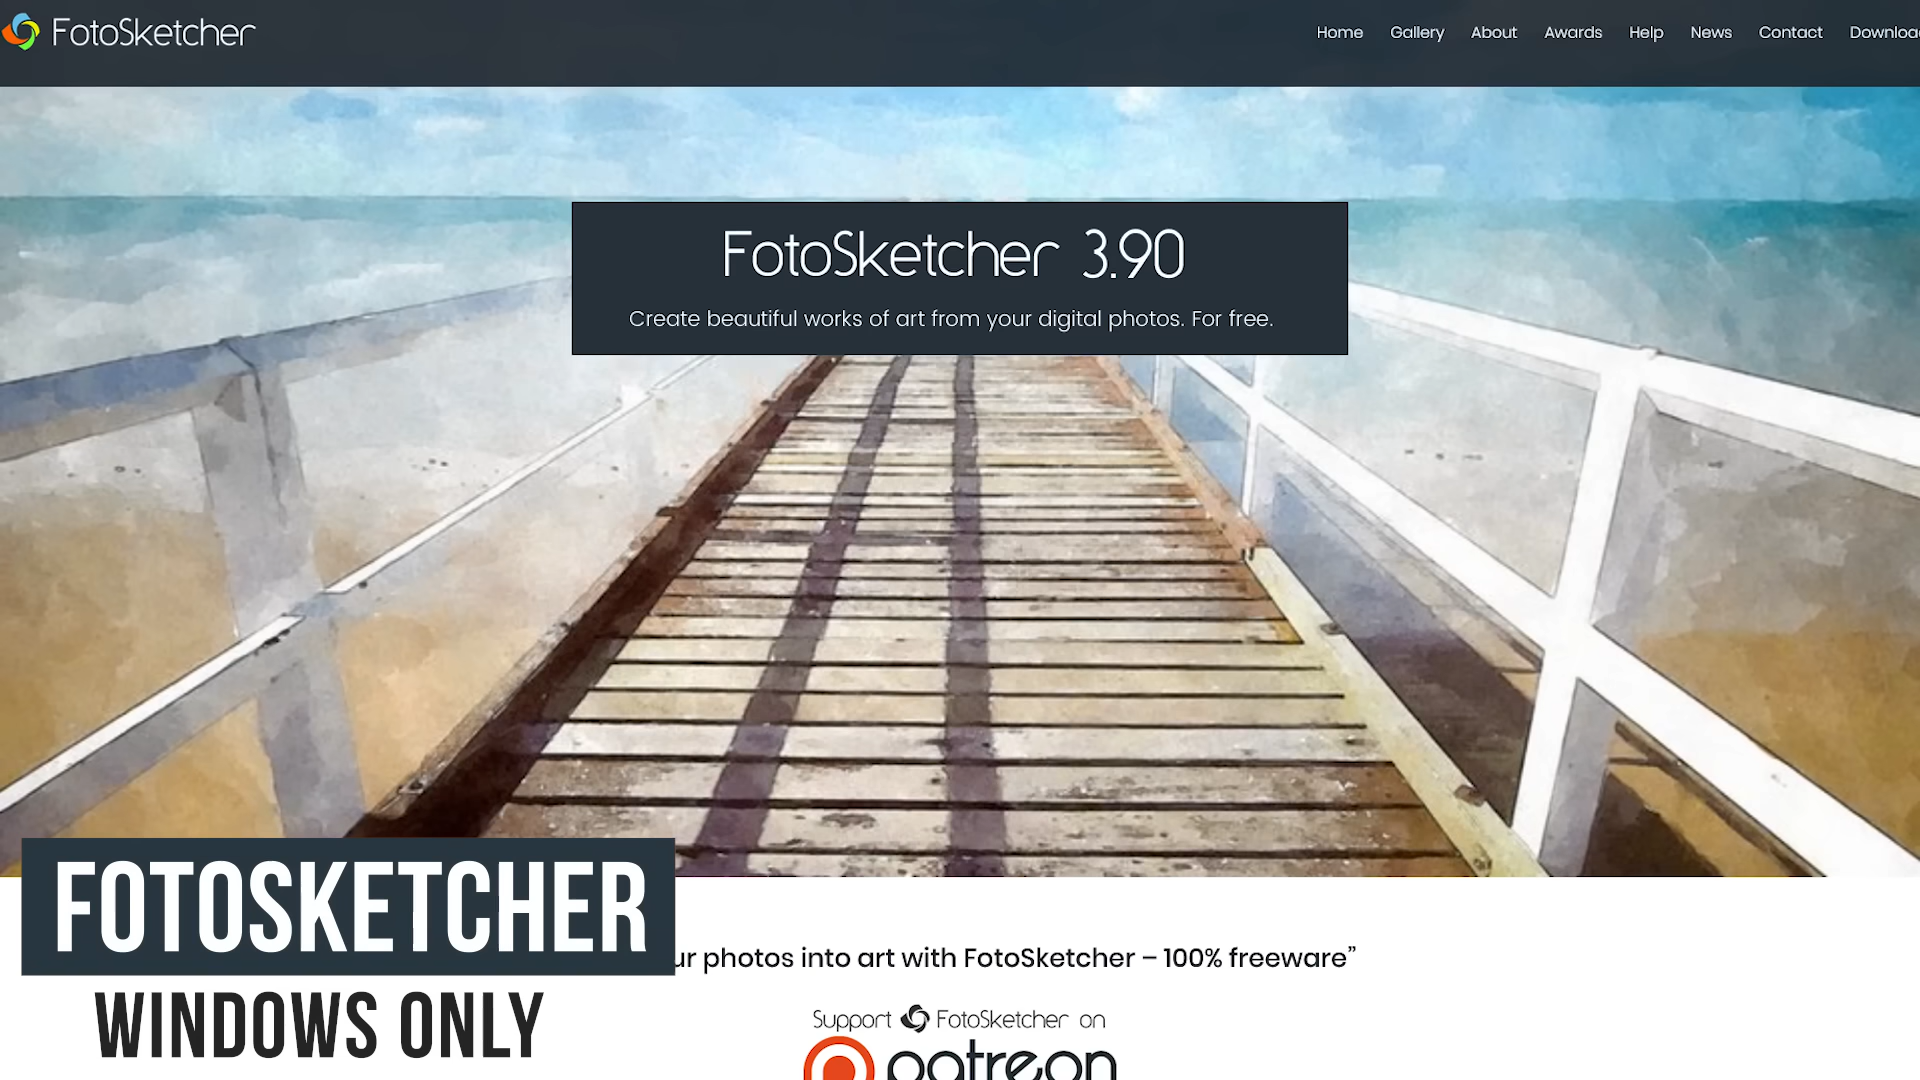 FotoSketcher
Home Gallery About Awards Help News Contact
FotoSketcher 3.90
Create beautiful works of art from your digital photos. For free.
FOTOSKETCHER
photos into art with FotoSketcher – 100% freeware”
WINDOWS ONLY
Support FotoSketcher on
patreon